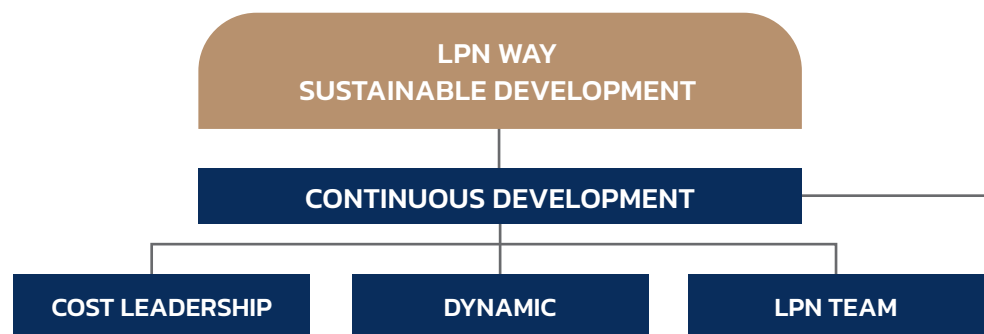 LPN WAY
SUSTAINABLE DEVELOPMENT
CONTINUOUS DEVELOPMENT
COST LEADERSHIP
DYNAMIC
LPN TEAM